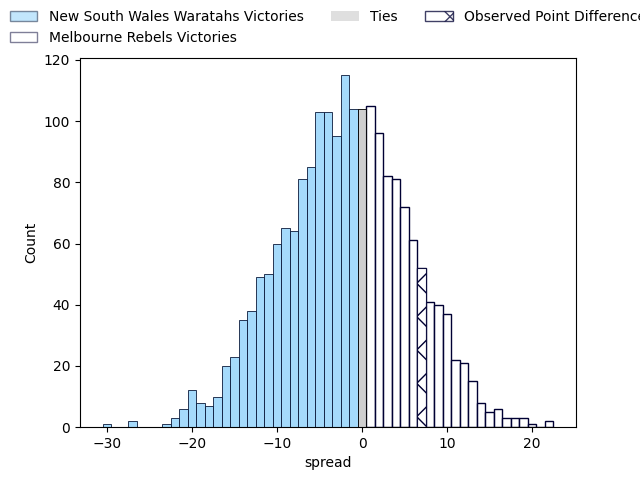 New South Wales Waratahs Victories
Ties
Observed Point Difference
Melbourne Rebels Victories
120
100
80
60
40
20
0
Count
−30
−20
−10
0
10
20
spread